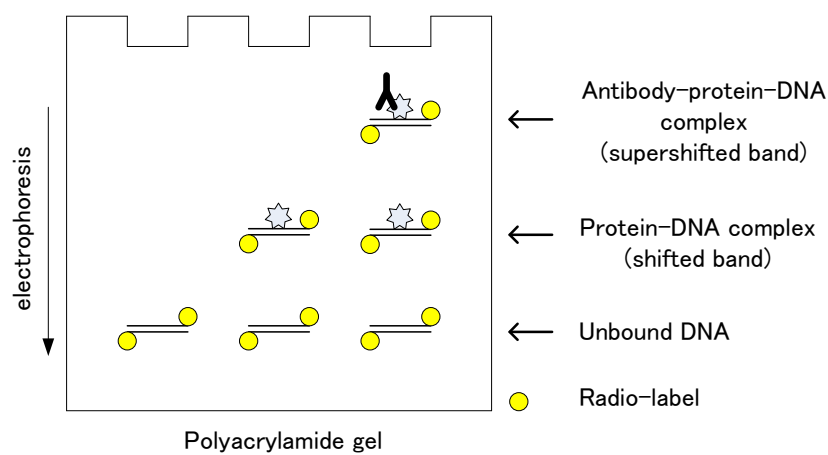 Antibody-protein-DNA
complex
(supershifted band)
electrophoresis
Protein-DNA complex
(shifted band)
Unbound DNA
Radio-label
Polyacrylamide gel